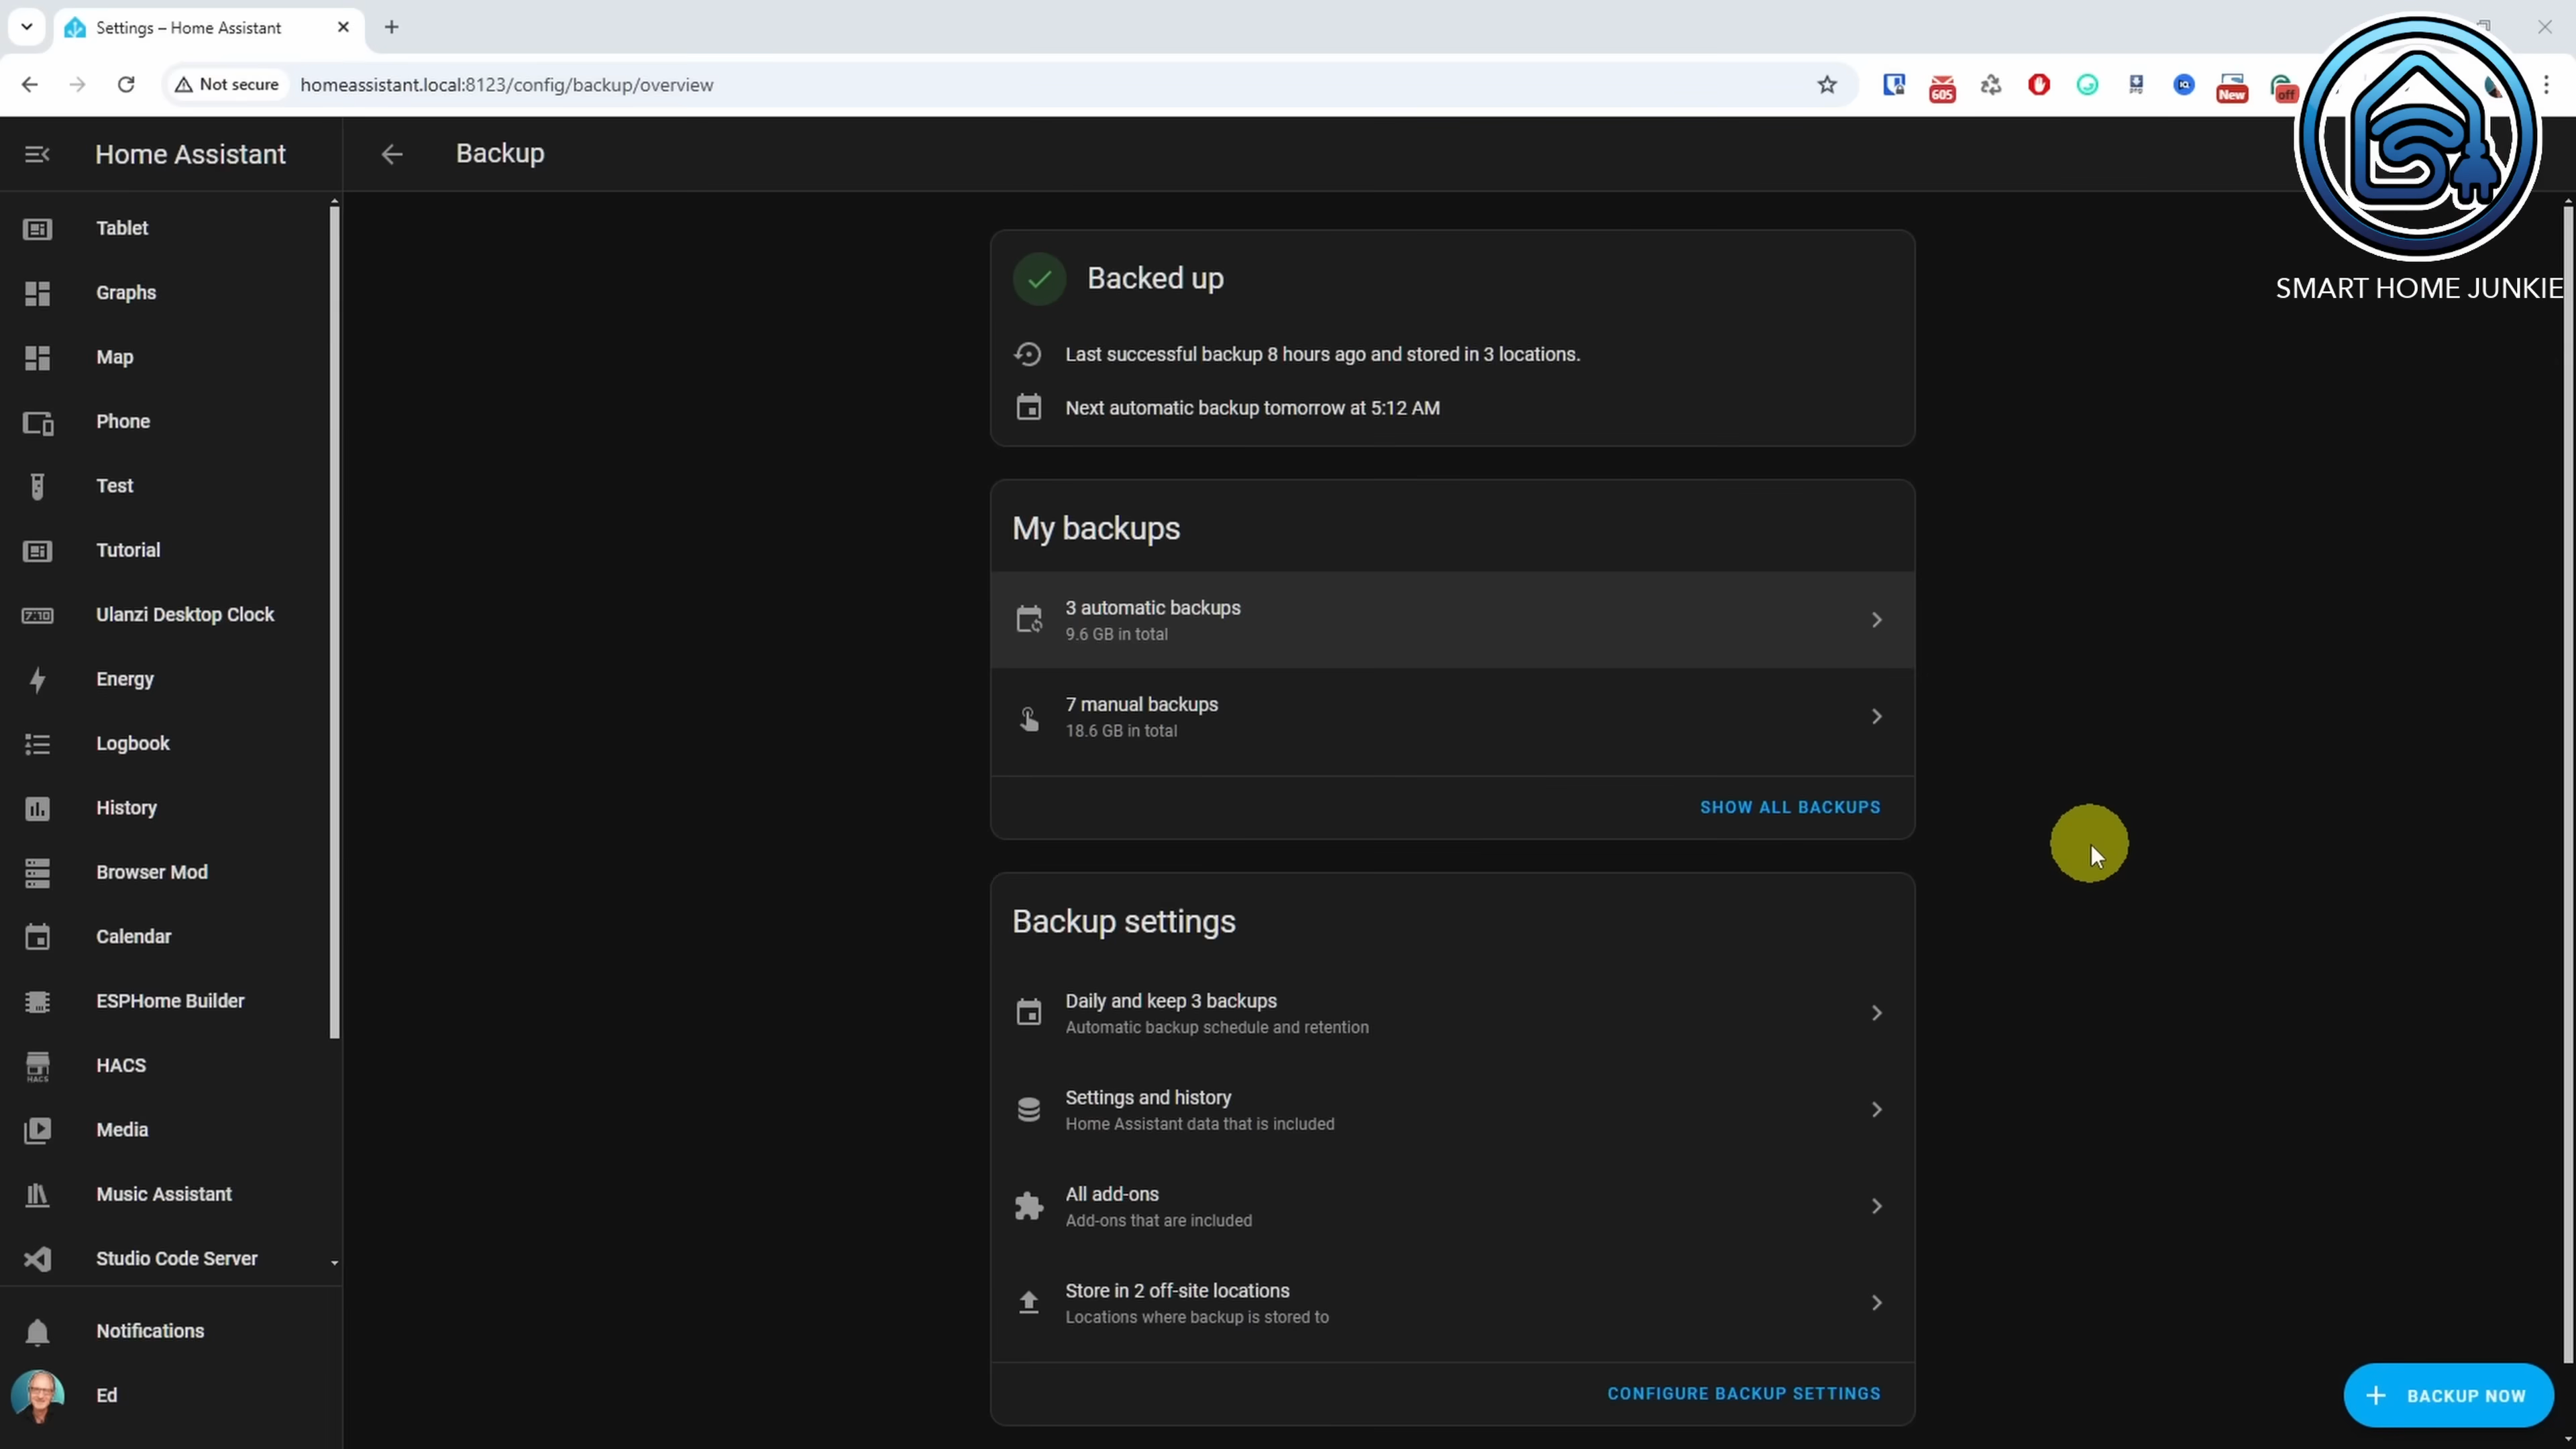 Settings – Home Assistant
Not secure
homeassistant.local:8123/config/backup/overview
605
New
off
SMART HOME JUNKIE
Home Assistant
Backup
Tablet
Graphs
Map
Phone
Test
Tutorial
7:10
Ulanzi Desktop Clock
Energy
Logbook
History
Browser Mod
Calendar
ESPHome Builder
HACS
HACS
Media
Music Assistant
Studio Code Server
Notifications
Ed
Backed up
Last successful backup 8 hours ago and stored in 3 locations.
Next automatic backup tomorrow at 5:12 AM
My backups
3 automatic backups
9.6 GB in total
7 manual backups
18.6 GB in total
SHOW ALL BACKUPS
Backup settings
Daily and keep 3 backups
Automatic backup schedule and retention
Settings and history
Home Assistant data that is included
All add-ons
Add-ons that are included
Store in 2 off-site locations
Locations where backup is stored to
CONFIGURE BACKUP SETTINGS
BACKUP NOW